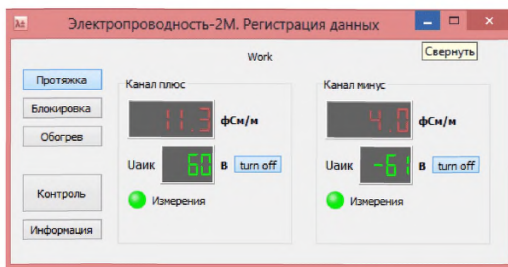 Электропроводность-2М. Регистрация данных
Свернуть
Work
Протяжка
Блокировка
Обогрев
Контроль
Информация
Канал плюс
11.3 фСм/м
Uаик 60 В turn off
Измерения
Канал минус
4.0 фСм/м
Uаик -61 В turn off
Измерения